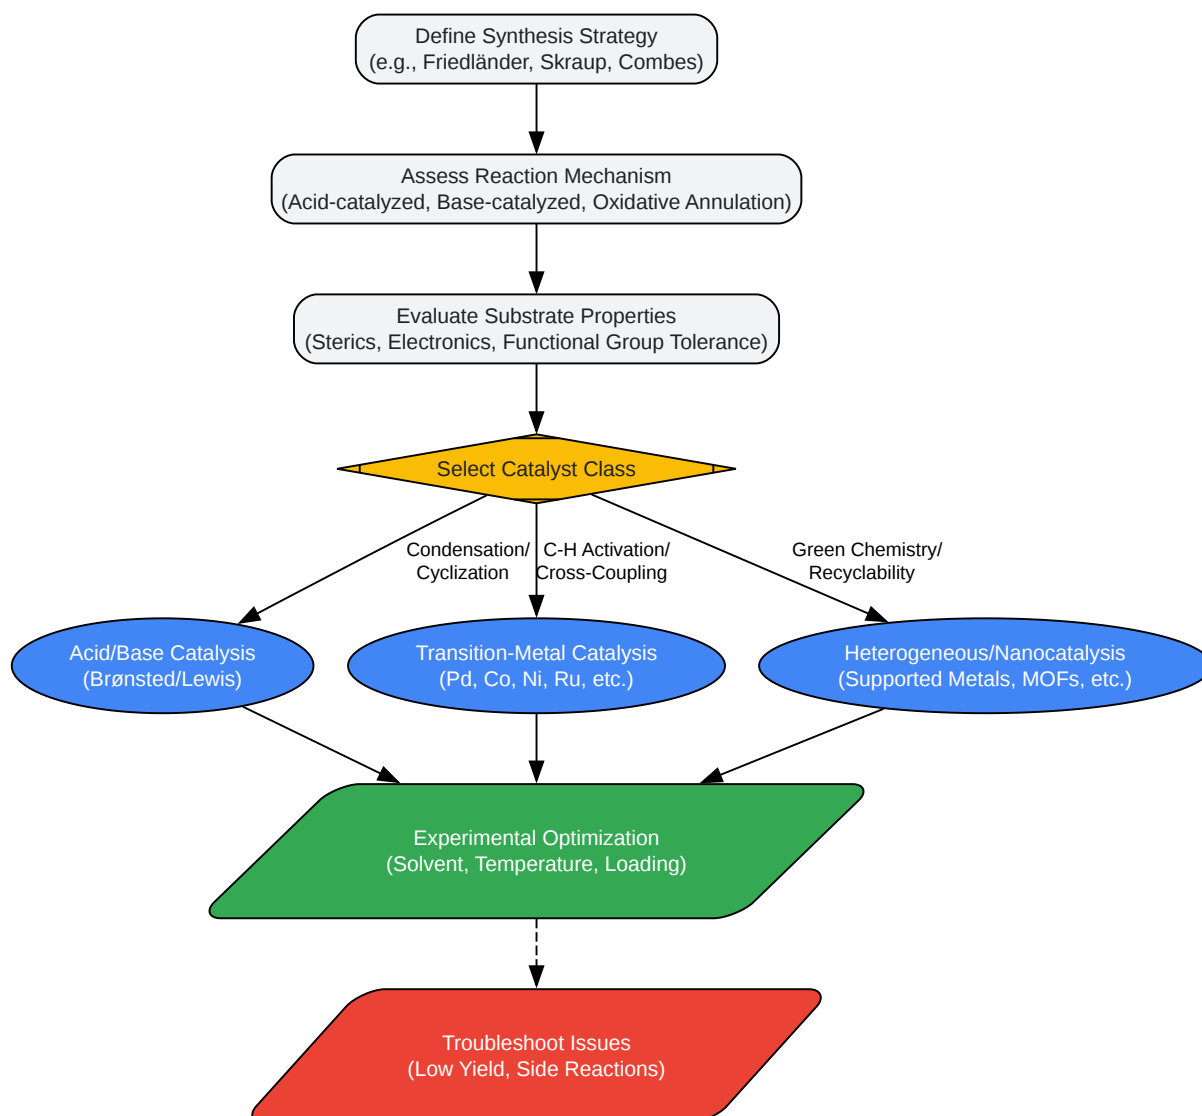 Define Synthesis Strategy
(e.g., Friedländer, Skraup, Combes)
Assess Reaction Mechanism
(Acid-catalyzed, Base-catalyzed, Oxidative Annulation)
Evaluate Substrate Properties
(Sterics, Electronics, Functional Group Tolerance)
Select Catalyst Class
Condensation/
Cyclization
C-H Activation/
Cross-Coupling
Green Chemistry/
Recyclability
Acid/Base Catalysis
(Brønsted/Lewis)
Transition-Metal Catalysis
(Pd, Co, Ni, Ru, etc.)
Heterogeneous/Nanocatalysis
(Supported Metals, MOFs, etc.)
Experimental Optimization
(Solvent, Temperature, Loading)
Troubleshoot Issues
(Low Yield, Side Reactions)